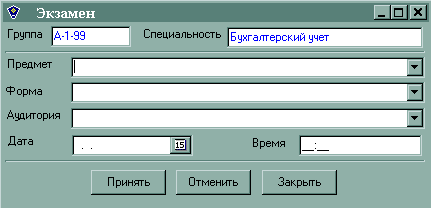 Экзамен
Группа А-1-99 Специальность Бухгалтерский учет
Предмет
Форма
Аудитория
Дата . . 15 Время __:__
Принять Отменить Закрыть